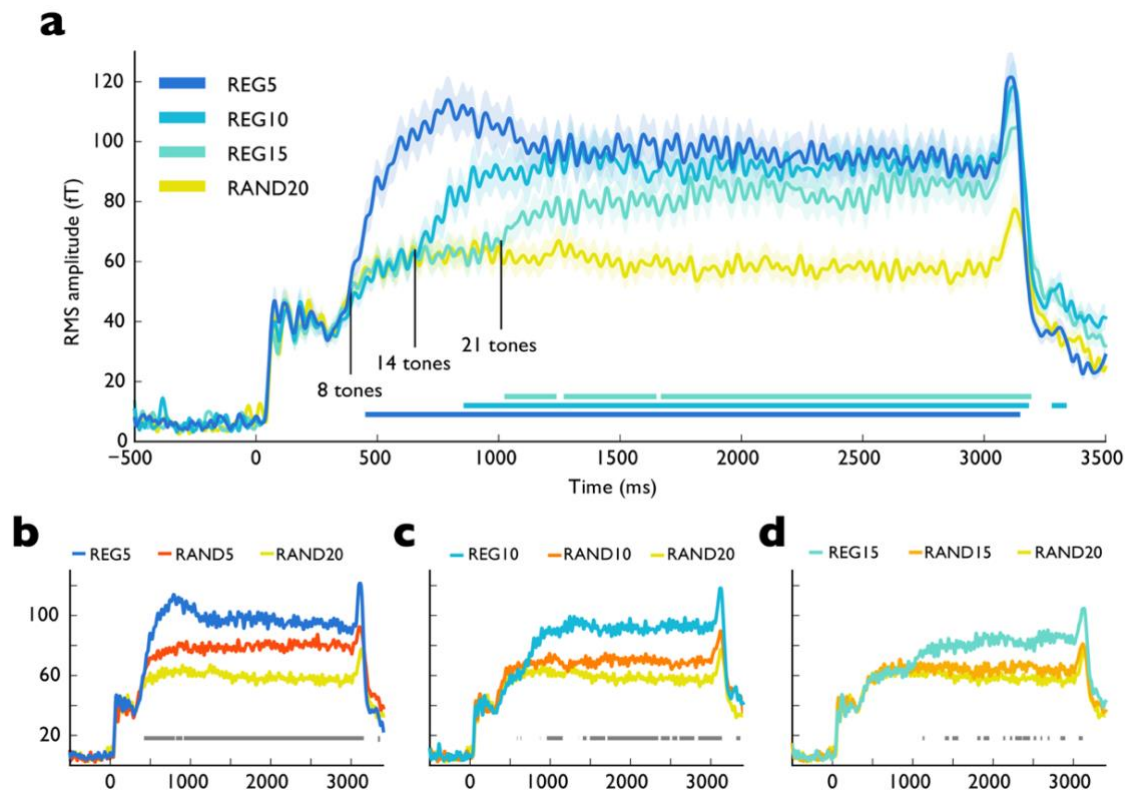 a
120
100
80
60
40
20
0
RMS amplitude (fT)
REG5
REG10
REG15
RAND20
8 tones
14 tones
21 tones
−500 0 500 1000 1500 2000 2500 3000 3500
Time (ms)
b
REG5 RAND5 RAND20
100
60
20
0 1000 2000 3000
c
REG10 RAND10 RAND20
0 1000 2000 3000
d
REG15 RAND15 RAND20
0 1000 2000 3000